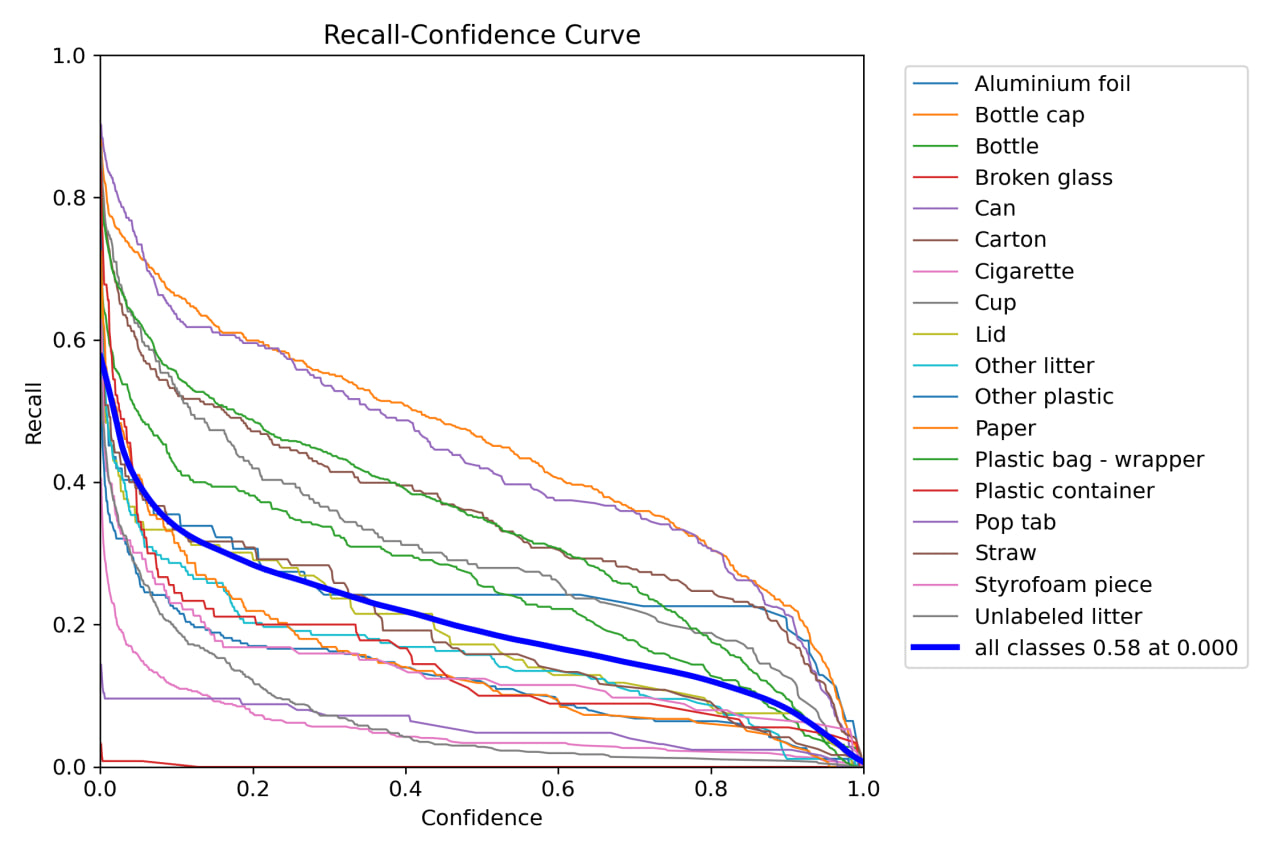 Recall-Confidence Curve
1.0
0.8
0.6
0.4
0.2
0.0
Recall
0.0 0.2 0.4 0.6 0.8 1.0
Confidence
Aluminium foil
Bottle cap
Bottle
Broken glass
Can
Carton
Cigarette
Cup
Lid
Other litter
Other plastic
Paper
Plastic bag - wrapper
Plastic container
Pop tab
Straw
Styrofoam piece
Unlabeled litter
all classes 0.58 at 0.000